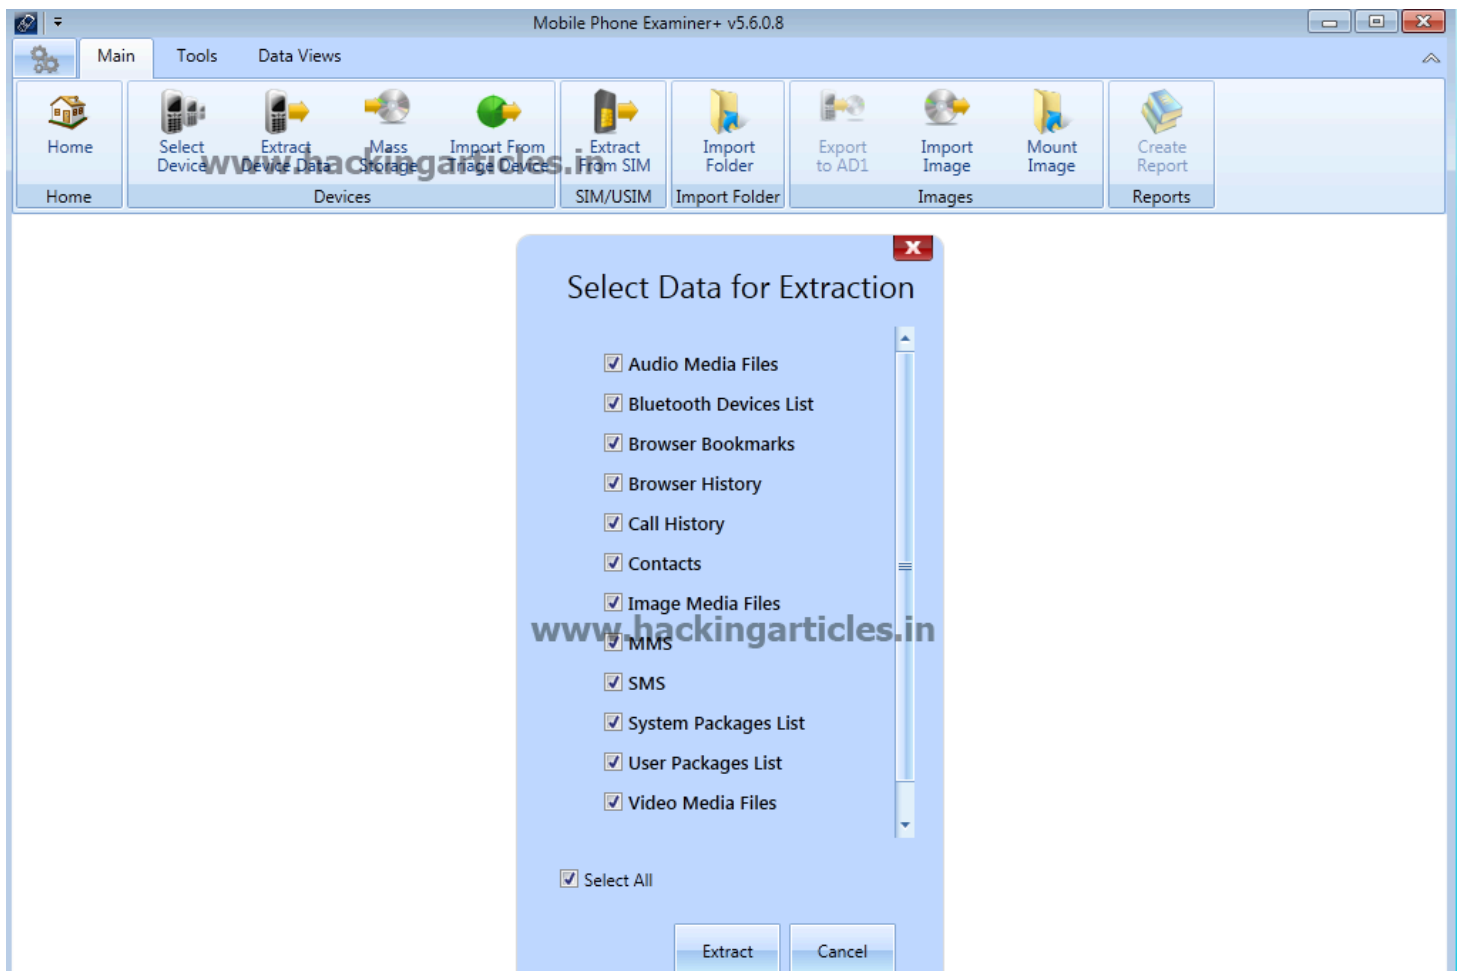 Mobile Phone Examiner+ v5.6.0.8
Main Tools Data Views
Home
Select Device
Extract Device Data
Mass Storage
Import From Triage Device
Extract From SIM
Import Folder
Export to AD1
Import Image
Mount Image
Create Report
www.hackingarticles.in
Home Devices SIM/USIM Import Folder Images Reports
Select Data for Extraction
Audio Media Files
Bluetooth Devices List
Browser Bookmarks
Browser History
Call History
Contacts
Image Media Files
www.hackingarticles.in
MMS
SMS
System Packages List
User Packages List
Video Media Files
Select All
Extract Cancel